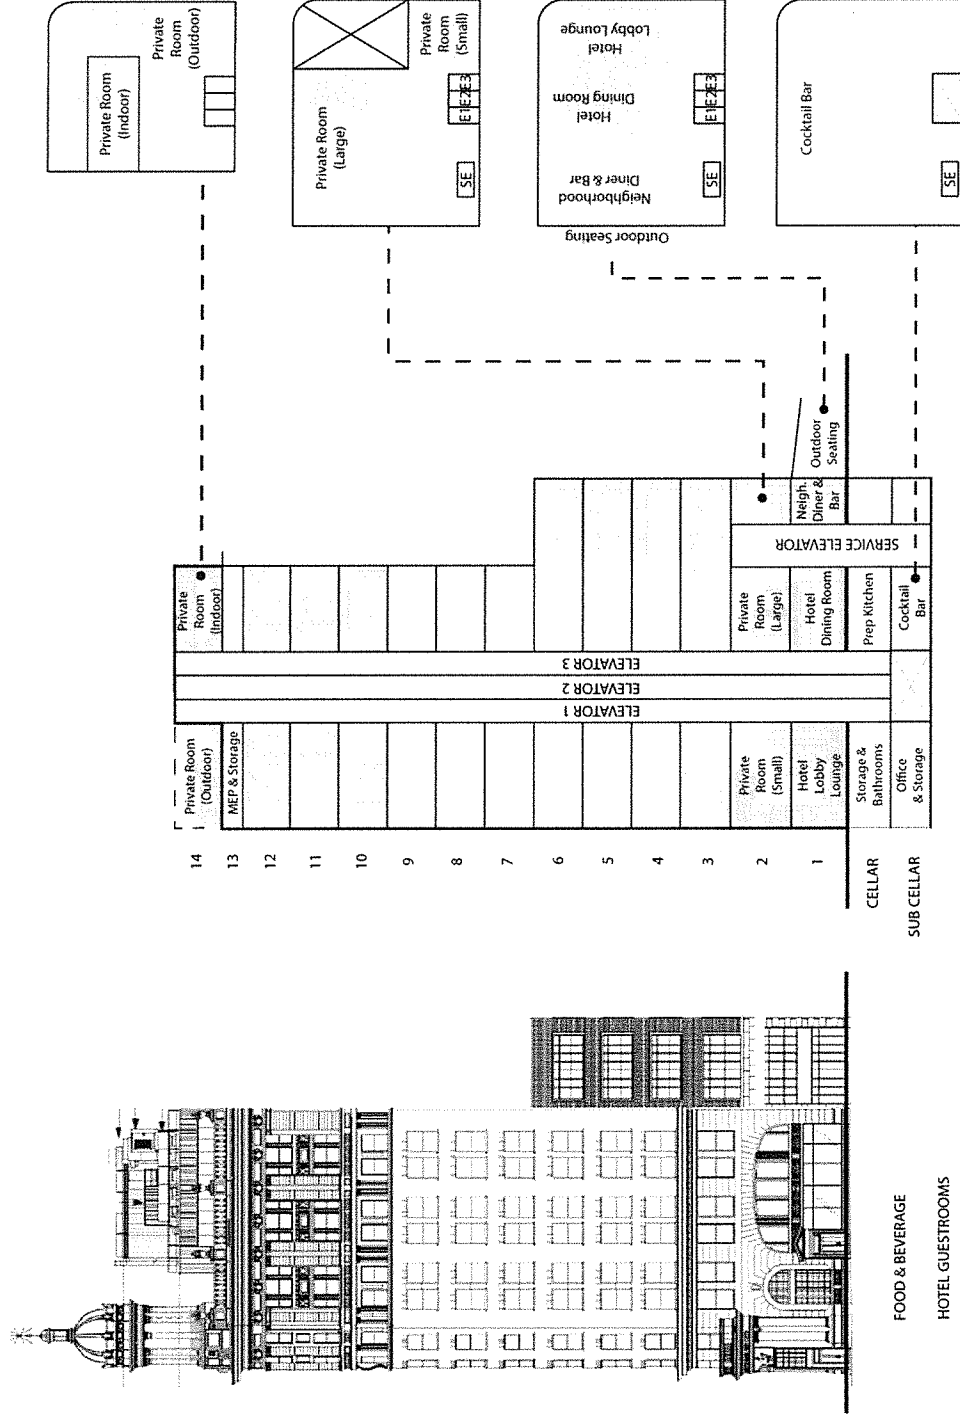 Private
Room
(Outdoor)
Private Room
(Indoor)
Private Room
(Large)
Private
Room
(Small)
SE
E1E2E3
Hotel
Lobby Lounge
Hotel
Dining Room
Neighborhood
Diner & Bar
Outdoor Seating
SE
E1E2E3
Cocktail Bar
SE
Private Room
(Outdoor)
Private
Room
(Indoor)
MEP & Storage
ELEVATOR 1
ELEVATOR 2
ELEVATOR 3
SERVICE ELEVATOR
Private
Room
(Small)
Private
Room
(Large)
Hotel
Lobby
Lounge
Hotel
Dining Room
Neigh.
Diner &
Bar
Outdoor
Seating
Storage &
Bathrooms
Prep Kitchen
Office
& Storage
Cocktail
Bar
14
13
12
11
10
9
8
7
6
5
4
3
2
1
CELLAR
SUB CELLAR
FOOD & BEVERAGE
HOTEL GUESTROOMS